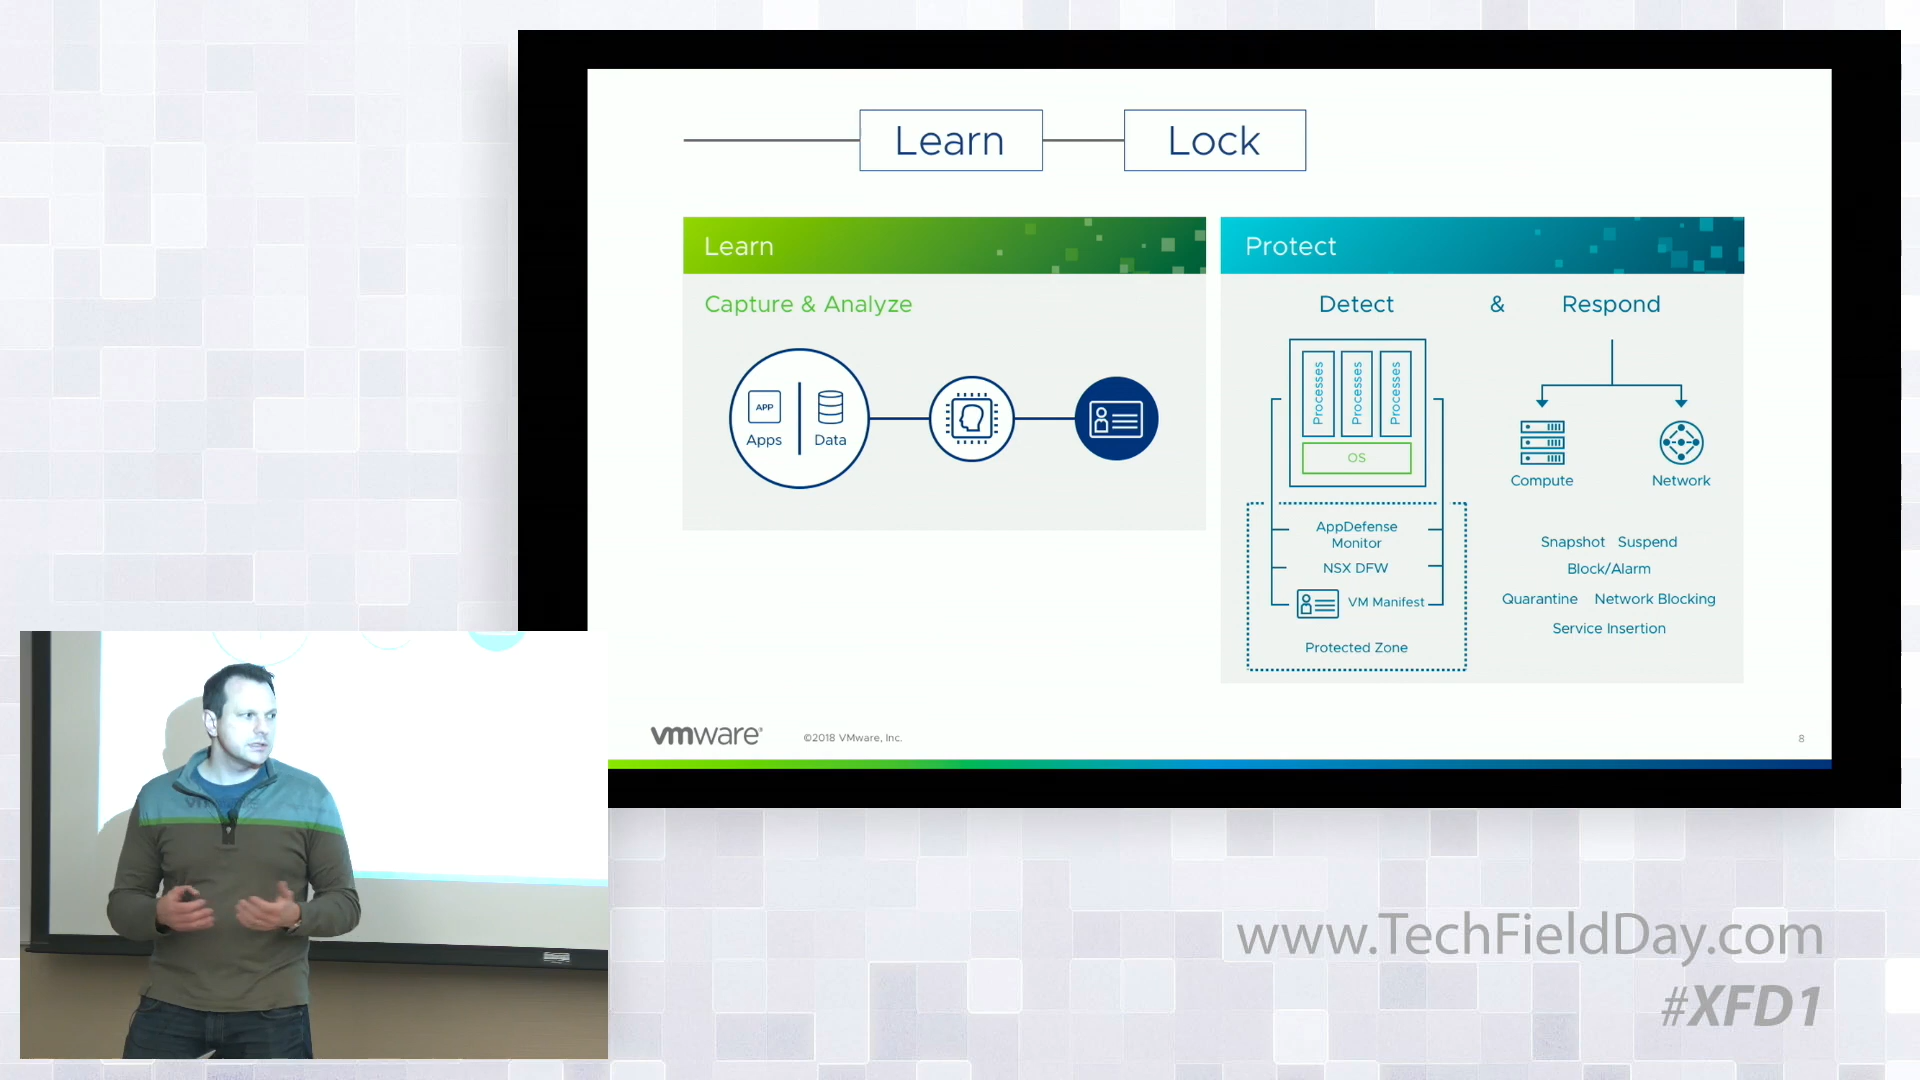 Learn
Lock
Learn
Capture & Analyze
APP
Apps
Data
Protect
Detect & Respond
Processes
Processes
Processes
OS
AppDefense
Monitor
NSX DFW
VM Manifest
Protected Zone
Compute
Network
Snapshot Suspend
Block/Alarm
Quarantine Network Blocking
Service Insertion
vmware®
©2018 VMware, Inc.
8
www.TechFieldDay.com
#XFD1